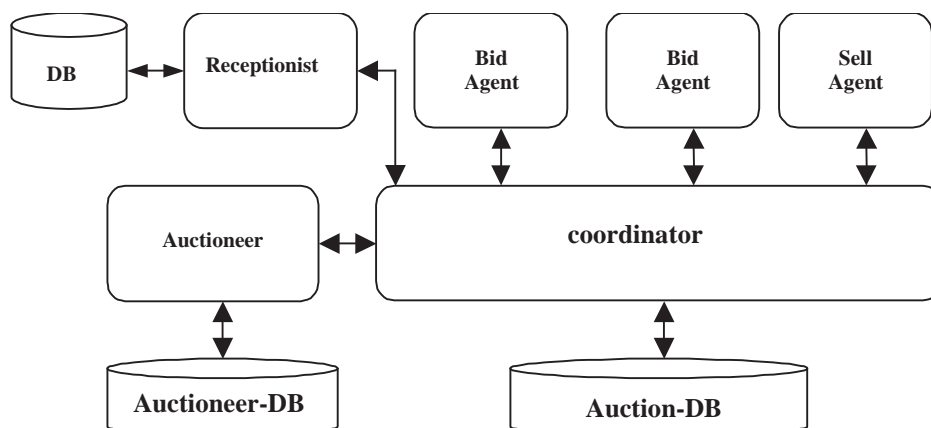 DB
Receptionist
Bid
Agent
Bid
Agent
Sell
Agent
Auctioneer
coordinator
Auctioneer-DB
Auction-DB